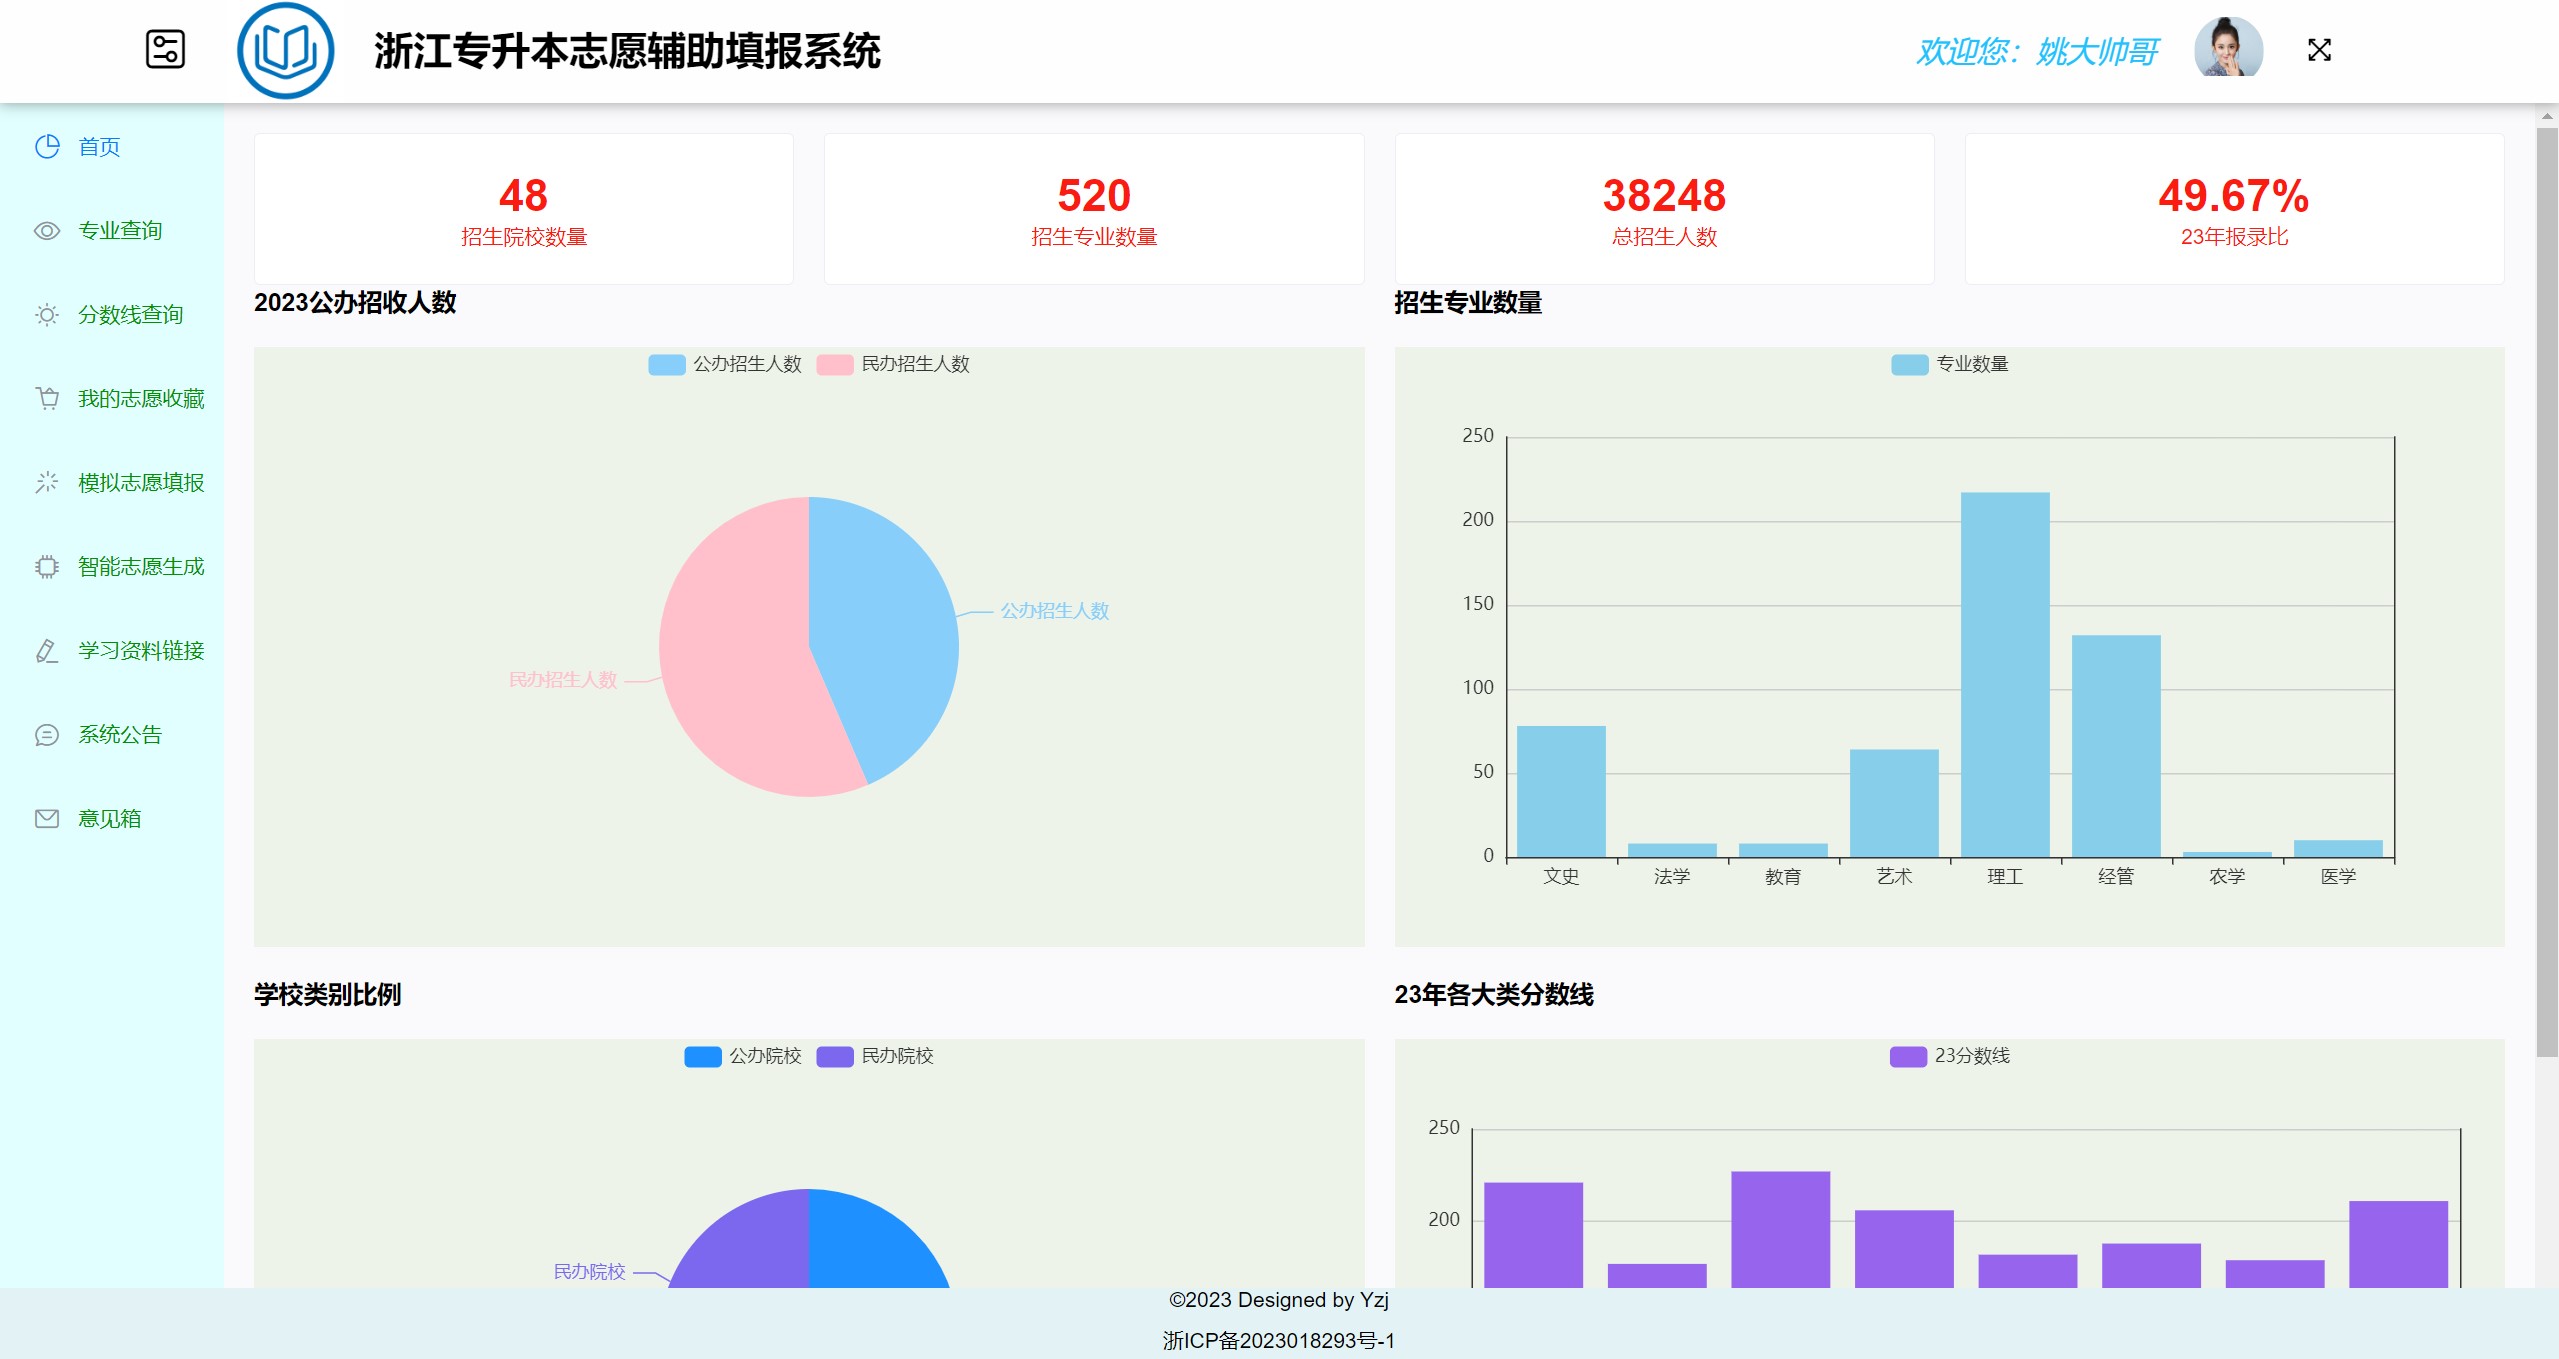 浙江专升本志愿辅助填报系统
欢迎您：姚大帅哥
首页
专业查询
分数线查询
我的志愿收藏
模拟志愿填报
智能志愿生成
学习资料链接
系统公告
意见箱
48
招生院校数量
520
招生专业数量
38248
总招生人数
49.67%
23年报录比
2023公办招收人数
公办招生人数 民办招生人数
公办招生人数
民办招生人数
招生专业数量
专业数量
250
200
150
100
50
0
文史 法学 教育 艺术 理工 经管 农学 医学
学校类别比例
公办院校 民办院校
民办院校
23年各大类分数线
23分数线
250
200
©2023 Designed by Yzj
浙ICP备2023018293号-1